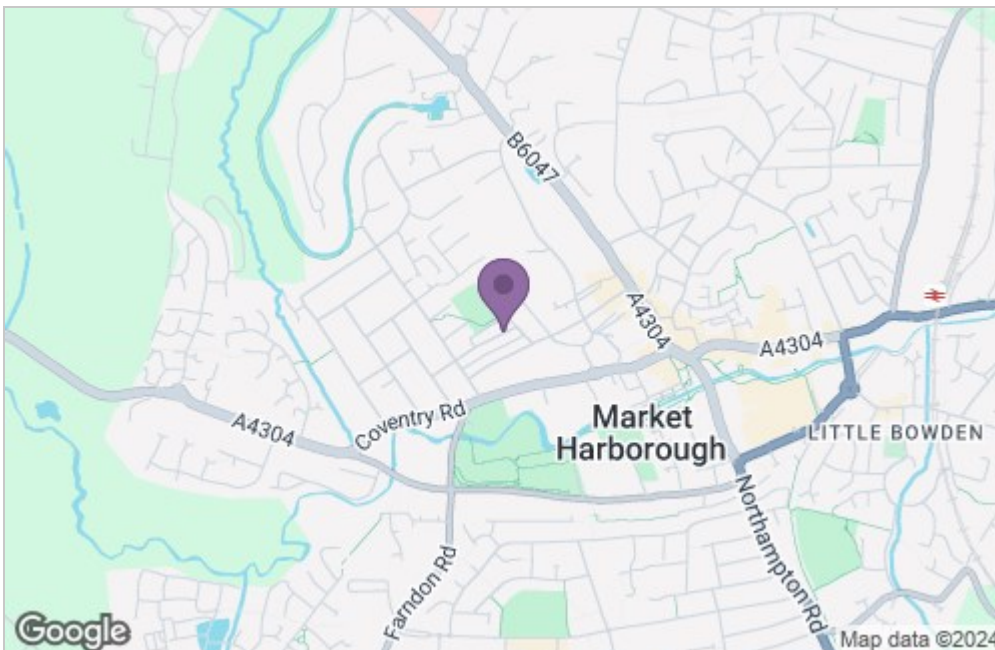 B6047
A4304
A4304
Coventry Rd
A4304
Market
Harborough
LITTLE BOWDEN
Northampton Rd
Farndon Rd
Google
Map data ©2024